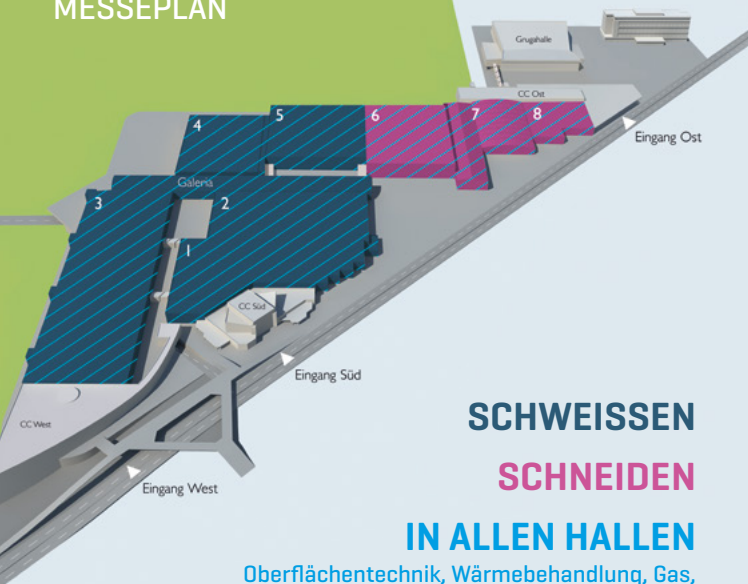 MESSEPLAN
Grugahalle
CC Ost
Eingang Ost
4
5
6
7
8
Galeria
3
2
1
CC Süd
Eingang Süd
CC West
Eingang West
SCHWEISSEN
SCHNEIDEN
IN ALLEN HALLEN
Oberflächentechnik, Wärmebehandlung, Gas,